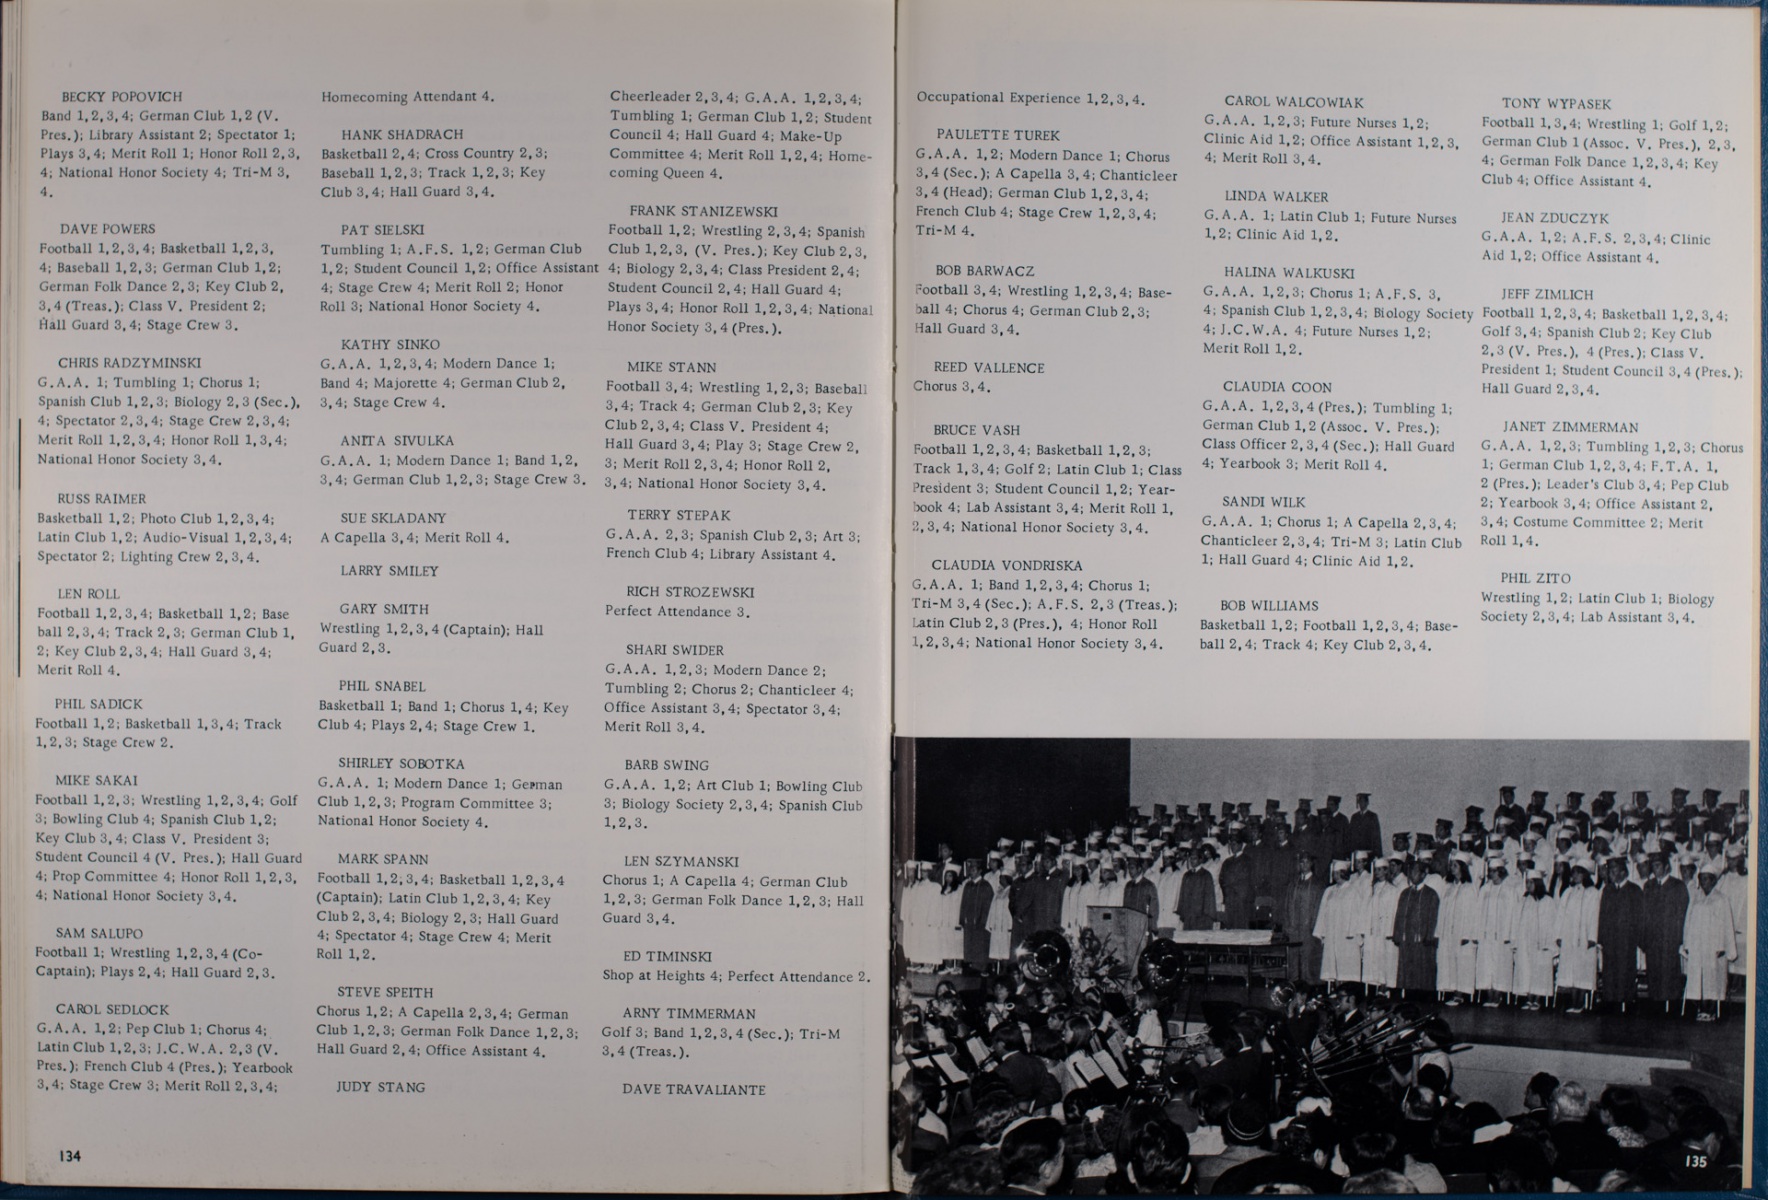 BECKY POPOVICH
Band 1,2,3,4; German Club 1,2 (V.
Pres.); Library Assistant 2; Spectator 1;
Plays 3,4; Merit Roll 1; Honor Roll 2,3,
4; National Honor Society 4; Tri-M 3,
4.
DAVE POWERS
Football 1,2,3,4; Basketball 1,2,3,
4; Baseball 1,2,3; German Club 1,2;
German Folk Dance 2,3; Key Club 2,
3,4 (Treas.); Class V. President 2;
Hall Guard 3,4; Stage Crew 3.
CHRIS RADZYMINSKI
G.A.A. 1; Tumbling 1; Chorus 1;
Spanish Club 1,2,3; Biology 2,3 (Sec.),
4; Spectator 2,3,4; Stage Crew 2,3,4;
Merit Roll 1,2,3,4; Honor Roll 1,3,4;
National Honor Society 3,4.
RUSS RAIMER
Basketball 1,2; Photo Club 1,2,3,4;
Latin Club 1,2; Audio-Visual 1,2,3,4;
Spectator 2; Lighting Crew 2,3,4.
LEN ROLL
Football 1,2,3,4; Basketball 1,2; Base
ball 2,3,4; Track 2,3; German Club 1,
2; Key Club 2,3,4; Hall Guard 3,4;
Merit Roll 4.
PHIL SADICK
Football 1,2; Basketball 1,3,4; Track
1,2,3; Stage Crew 2.
MIKE SAKAI
Football 1,2,3; Wrestling 1,2,3,4; Golf
3; Bowling Club 4; Spanish Club 1,2;
Key Club 3,4; Class V. President 3;
Student Council 4 (V. Pres.); Hall Guard
4; Prop Committee 4; Honor Roll 1,2,3,
4; National Honor Society 3,4.
SAM SALUPO
Football 1; Wrestling 1,2,3,4 (Co-
Captain); Plays 2,4; Hall Guard 2,3.
CAROL SEDLOCK
G.A.A. 1,2; Pep Club 1; Chorus 4;
Latin Club 1,2,3; J.C.W.A. 2,3 (V.
Pres.); French Club 4 (Pres.); Yearbook
3,4; Stage Crew 3; Merit Roll 2,3,4;
134
Homecoming Attendant 4.
HANK SHADRACH
Basketball 2,4; Cross Country 2,3;
Baseball 1,2,3; Track 1,2,3; Key
Club 3,4; Hall Guard 3,4.
PAT SIELSKI
Tumbling 1; A.F.S. 1,2; German Club
1,2; Student Council 1,2; Office Assistant
4; Stage Crew 4; Merit Roll 2; Honor
Roll 3; National Honor Society 4.
KATHY SINKO
G.A.A. 1,2,3,4; Modern Dance 1;
Band 4; Majorette 4; German Club 2,
3,4; Stage Crew 4.
ANITA SIVULKA
G.A.A. 1; Modern Dance 1; Band 1,2,
3,4; German Club 1,2,3; Stage Crew 3.
SUE SKLADANY
A Capella 3,4; Merit Roll 4.
LARRY SMILEY
GARY SMITH
Wrestling 1,2,3,4 (Captain); Hall
Guard 2,3.
PHIL SNABEL
Basketball 1; Band 1; Chorus 1,4; Key
Club 4; Plays 2,4; Stage Crew 1.
SHIRLEY SOBOTKA
G.A.A. 1; Modern Dance 1; German
Club 1,2,3; Program Committee 3;
National Honor Society 4.
MARK SPANN
Football 1,2,3,4; Basketball 1,2,3,4
(Captain); Latin Club 1,2,3,4; Key
Club 2,3,4; Biology 2,3; Hall Guard
4; Spectator 4; Stage Crew 4; Merit
Roll 1,2.
STEVE SPEITH
Chorus 1,2; A Capella 2,3,4; German
Club 1,2,3; German Folk Dance 1,2,3;
Hall Guard 2,4; Office Assistant 4.
JUDY STANG
Cheerleader 2,3,4; G.A.A. 1,2,3,4;
Tumbling 1; German Club 1,2; Student
Council 4; Hall Guard 4; Make-Up
Committee 4; Merit Roll 1,2,4; Home-
coming Queen 4.
FRANK STANIZEWSKI
Football 1,2; Wrestling 2,3,4; Spanish
Club 1,2,3, (V. Pres.); Key Club 2,3,
4; Biology 2,3,4; Class President 2,4;
Student Council 2,4; Hall Guard 4;
Plays 3,4; Honor Roll 1,2,3,4; National
Honor Society 3,4 (Pres.).
MIKE STANN
Football 3,4; Wrestling 1,2,3; Baseball
3,4; Track 4; German Club 2,3; Key
Club 2,3,4; Class V. President 4;
Hall Guard 3,4; Play 3; Stage Crew 2,
3; Merit Roll 2,3,4; Honor Roll 2,
3,4; National Honor Society 3,4.
TERRY STEPAK
G.A.A. 2,3; Spanish Club 2,3; Art 3;
French Club 4; Library Assistant 4.
RICH STROZEWSKI
Perfect Attendance 3.
SHARI SWIDER
G.A.A. 1,2,3; Modern Dance 2;
Tumbling 2; Chorus 2; Chanticleer 4;
Office Assistant 3,4; Spectator 3,4;
Merit Roll 3,4.
BARB SWING
G.A.A. 1,2; Art Club 1; Bowling Club
3; Biology Society 2,3,4; Spanish Club
1,2,3.
LEN SZYMANSKI
Chorus 1; A Capella 4; German Club
1,2,3; German Folk Dance 1,2,3; Hall
Guard 3,4.
ED TIMINSKI
Shop at Heights 4; Perfect Attendance 2.
ARNY TIMMERMAN
Golf 3; Band 1,2,3,4 (Sec.); Tri-M
3,4 (Treas.).
DAVE TRAVALIANTE
Occupational Experience 1,2,3,4.
PAULETTE TUREK
G.A.A. 1,2; Modern Dance 1; Chorus
3,4 (Sec.); A Capella 3,4; Chanticleer
3,4 (Head); German Club 1,2,3,4;
French Club 4; Stage Crew 1,2,3,4;
Tri-M 4.
BOB BARWACZ
Football 3,4; Wrestling 1,2,3,4; Base-
ball 4; Chorus 4; German Club 2,3;
Hall Guard 3,4.
REED VALLENCE
Chorus 3,4.
BRUCE VASH
Football 1,2,3,4; Basketball 1,2,3;
Track 1,3,4; Golf 2; Latin Club 1; Class
President 3; Student Council 1,2; Year-
book 4; Lab Assistant 3,4; Merit Roll 1,
2,3,4; National Honor Society 3,4.
CLAUDIA VONDRISKA
G.A.A. 1; Band 1,2,3,4; Chorus 1;
Tri-M 3,4 (Sec.); A.F.S. 2,3 (Treas.);
Latin Club 2,3 (Pres.), 4; Honor Roll
1,2,3,4; National Honor Society 3,4.
CAROL WALCOWIAK
G.A.A. 1,2,3; Future Nurses 1,2;
Clinic Aid 1,2; Office Assistant 1,2,3,
4; Merit Roll 3,4.
LINDA WALKER
G.A.A. 1; Latin Club 1; Future Nurses
1,2; Clinic Aid 1,2.
HALINA WALKUSKI
G.A.A. 1,2,3; Chorus 1; A.F.S. 3,
4; Spanish Club 1,2,3,4; Biology Society
4; J.C.W.A. 4; Future Nurses 1,2;
Merit Roll 1,2.
CLAUDIA COON
G.A.A. 1,2,3,4 (Pres.); Tumbling 1;
German Club 1,2 (Assoc. V. Pres.);
Class Officer 2,3,4 (Sec.); Hall Guard
4; Yearbook 3; Merit Roll 4.
SANDI WILK
G.A.A. 1; Chorus 1; A Capella 2,3,4;
Chanticleer 2,3,4; Tri-M 3; Latin Club
1; Hall Guard 4; Clinic Aid 1,2.
BOB WILLIAMS
Basketball 1,2; Football 1,2,3,4; Base-
ball 2,4; Track 4; Key Club 2,3,4.
TONY WYPASEK
Football 1,3,4; Wrestling 1; Golf 1,2;
German Club 1 (Assoc. V. Pres.), 2,3,
4; German Folk Dance 1,2,3,4; Key
Club 4; Office Assistant 4.
JEAN ZDUCZYK
G.A.A. 1,2; A.F.S. 2,3,4; Clinic
Aid 1,2; Office Assistant 4.
JEFF ZIMLICH
Football 1,2,3,4; Basketball 1,2,3,4;
Golf 3,4; Spanish Club 2; Key Club
2,3 (V. Pres.), 4 (Pres.); Class V.
President 1; Student Council 3,4 (Pres.);
Hall Guard 2,3,4.
JANET ZIMMERMAN
G.A.A. 1,2,3; Tumbling 1,2,3; Chorus
1; German Club 1,2,3,4; F.T.A. 1,
2 (Pres.); Leader's Club 3,4; Pep Club
2; Yearbook 3,4; Office Assistant 2,
3,4; Costume Committee 2; Merit
Roll 1,4.
PHIL ZITO
Wrestling 1,2; Latin Club 1; Biology
Society 2,3,4; Lab Assistant 3,4.
135